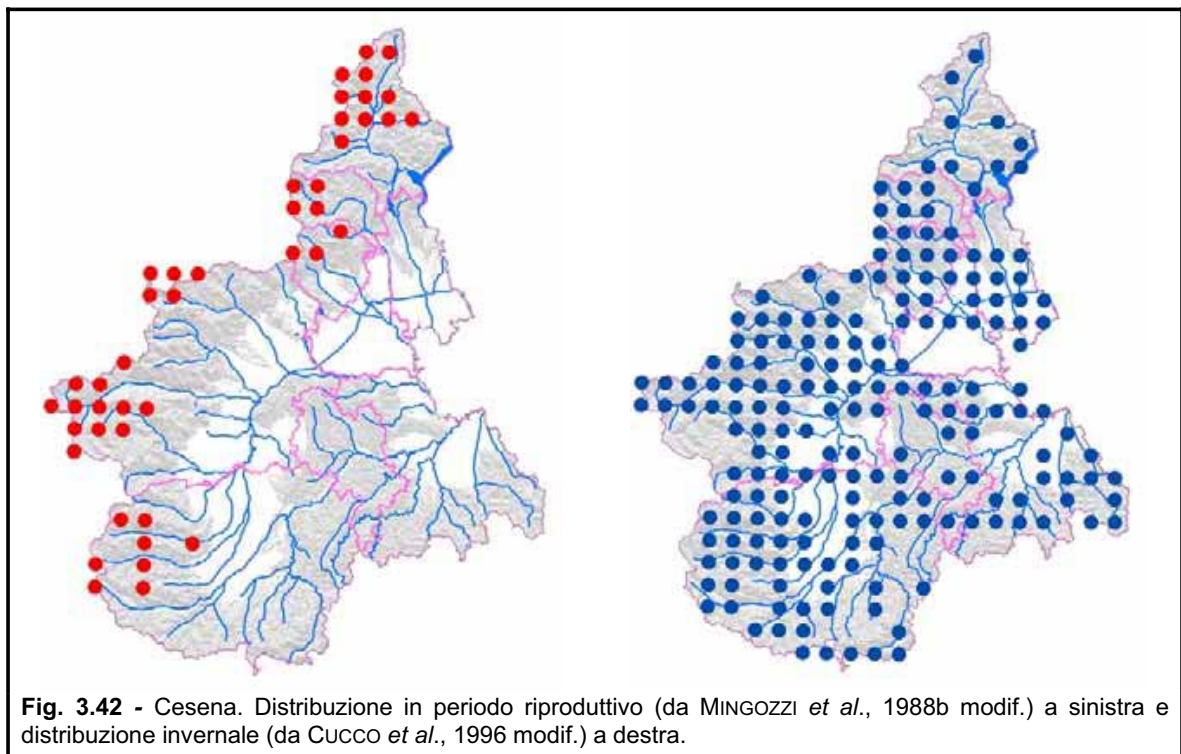 Fig. 3.42 - Cesena. Distribuzione in periodo riproduttivo (da MINGOZZI et al., 1988b modif.) a sinistra e
distribuzione invernale (da CUCCO et al., 1996 modif.) a destra.